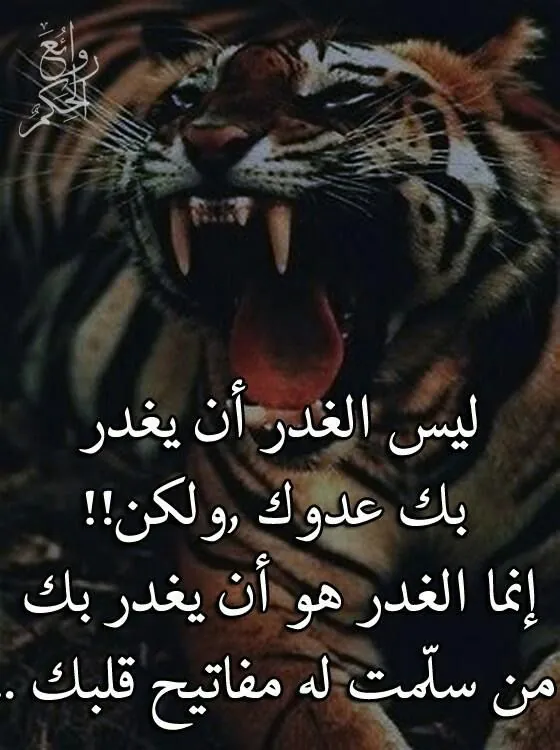 روائع
الحكم
ليس الغدر أن يغدر
بك عدوك ,ولكن!!
إنما الغدر هو أن يغدر بك
من سلّمت له مفاتيح قلبك ..